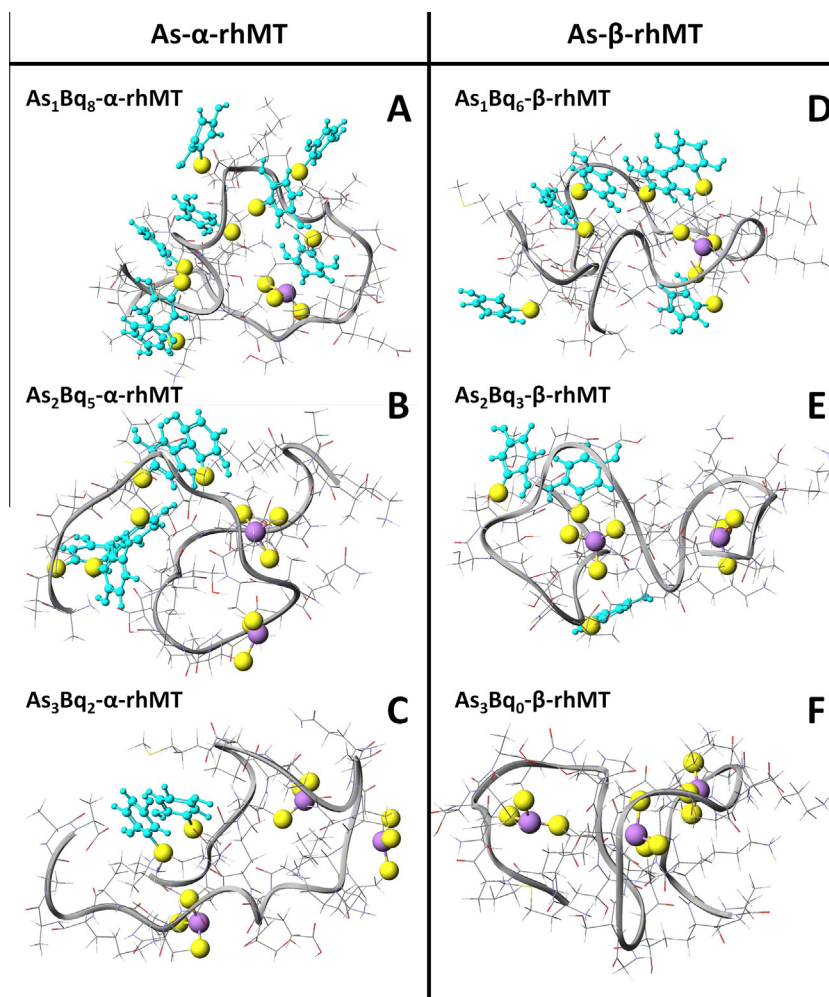 As-α-rhMT
As-β-rhMT
As₁Bq₈-α-rhMT
A
As₁Bq₆-β-rhMT
D
As₂Bq₅-α-rhMT
B
As₂Bq₃-β-rhMT
E
As₃Bq₂-α-rhMT
C
As₃Bq₀-β-rhMT
F